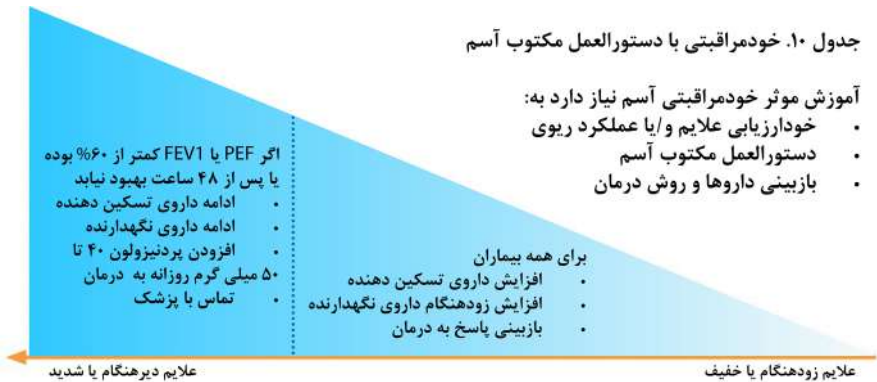 جدول ۱۰. خودمراقبتی با دستورالعمل مکتوب آسم
آموزش موثر خودمراقبتی آسم نیاز دارد به:
• خودارزیابی علایم و/یا عملکرد ریوی
• دستورالعمل مکتوب آسم
• بازبینی داروها و روش درمان
برای همه بیماران
• افزایش داروی تسکین دهنده
• افزایش زودهنگام داروی نگهدارنده
• بازبینی پاسخ به درمان
اگر PEF یا FEV1 کمتر از ۶۰% بوده
یا پس از ۴۸ ساعت بهبود نیابد
• ادامه داروی تسکین دهنده
• ادامه داروی نگهدارنده
• افزودن پردنیزولون ۴۰ تا
۵۰ میلی گرم روزانه به درمان
• تماس با پزشک
علایم زودهنگام یا خفیف
علایم دیرهنگام یا شدید